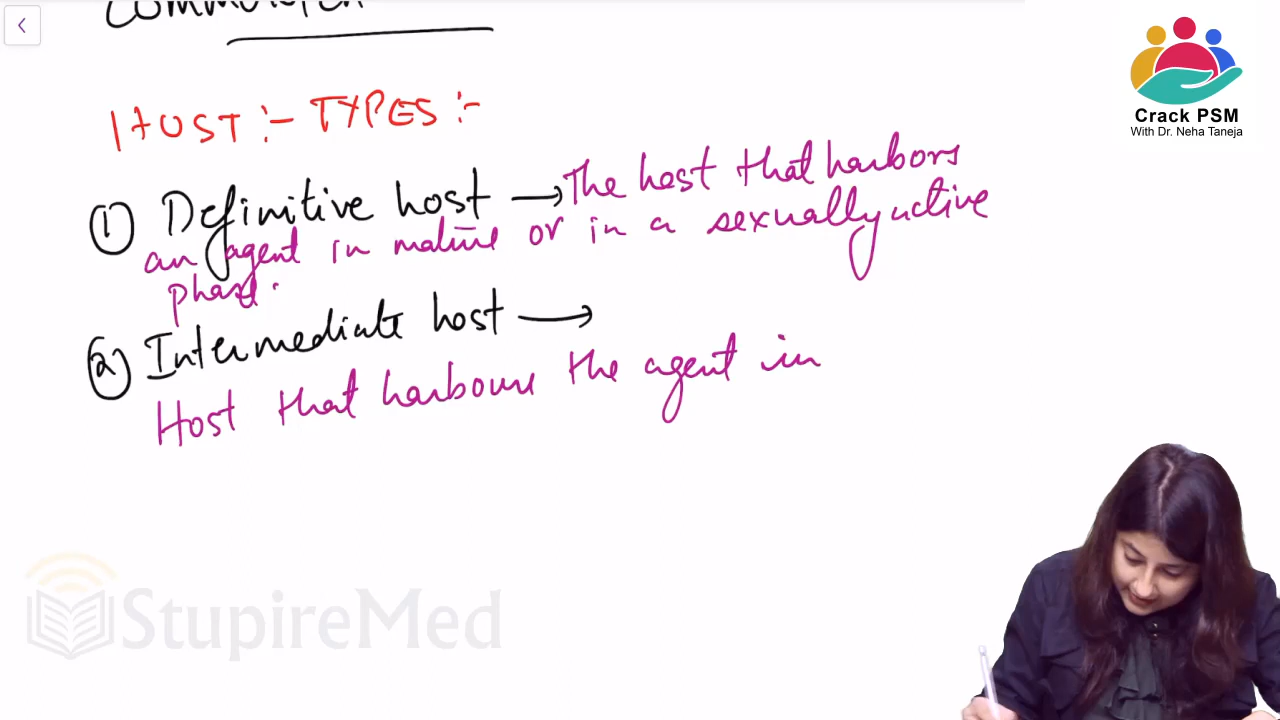 Crack PSM
With Dr. Neha Taneja
HOST :- TYPES :-
① Definitive host → The host that harbors
an agent in mature or in a sexually active
phase.
② Intermediate host →
Host that harbours the agent in
StupireMed